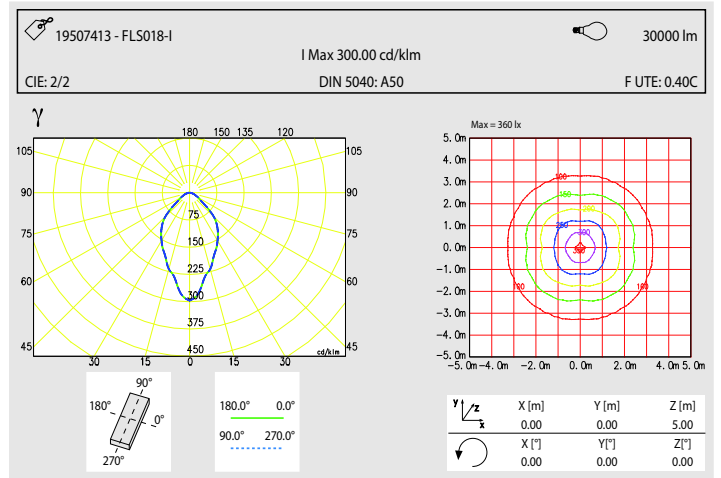 19507413 - FLS018-I
30000 lm
I Max 300.00 cd/klm
CIE: 2/2
DIN 5040: A50
F UTE: 0.40C
γ
180 150 135 120
105 105
90 90
75 75
60 60
45 45
75
150
225
300
375
450
cd/klm
30 15 0 15 30
Max = 360 lx
5. 0m
4. 0m
3. 0m
2. 0m
1. 0m
0. 0m
-1. 0m
-2. 0m
-3. 0m
-4. 0m
-5. 0m
-5. 0m -4. 0m -2. 0m 0. 0m 2. 0m 4. 0m 5. 0m
100
150
250
300
100 100
90°
180° 0°
270°
180.0° 0.0°
90.0° 270.0°
y z x
X [m] Y [m] Z [m]
0.00 0.00 5.00
X [°] Y[°] Z[°]
0.00 0.00 0.00